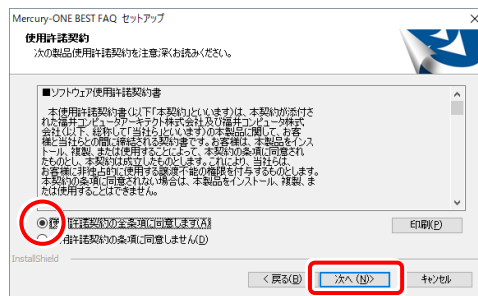 Mercury-ONE BEST FAQ セットアップ
使用許諾契約
次の製品使用許諾契約を注意深くお読みください。
■ソフトウェア使用許諾契約書
本使用許諾契約書(以下「本契約」といいます)は、本契約が添付さ
れた福井コンピュータアーキテクト株式会社及び福井コンピュータ株式
会社(以下、総称して「当社ら」といいます)の本製品に関して、お客
様と当社らとの間に締結される契約書です。お客様は、本製品をインス
トール、複製、または使用することによって、本契約の条項に同意され
たものとし、本契約は成立したものとします。これにより、当社らは、
お客様に非独占的に使用する譲渡不能の権限を付与するものとします。
本契約の条項に同意されない場合は、本製品をインストール、複製、ま
たは使用することはできません。
使用許諾契約の全条項に同意します(A)
使用許諾契約の条項に同意しません(D)
印刷(P)
InstallShield
< 戻る(B)
次へ (N)>
キャンセル